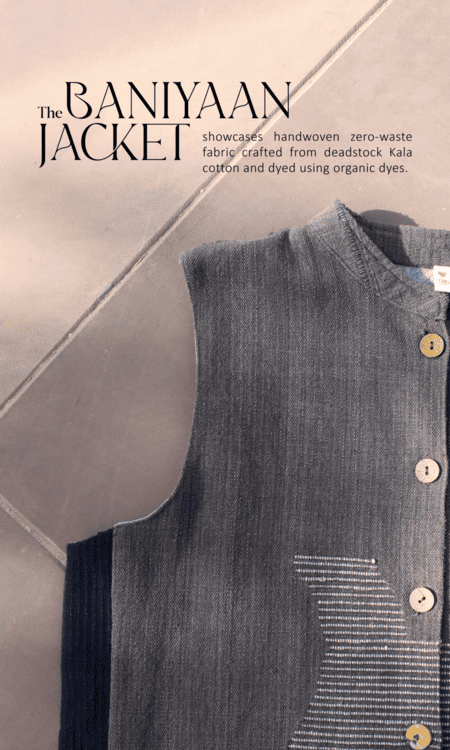 The BANIYAAN
JACKET
showcases handwoven zero-waste
fabric crafted from deadstock Kala
cotton and dyed using organic dyes.